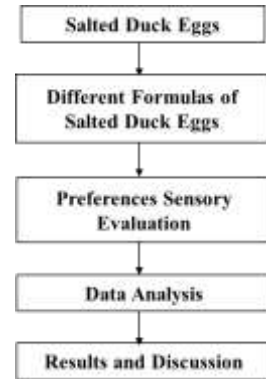 Salted Duck Eggs
Different Formulas of
Salted Duck Eggs
Preferences Sensory
Evaluation
Data Analysis
Results and Discussion